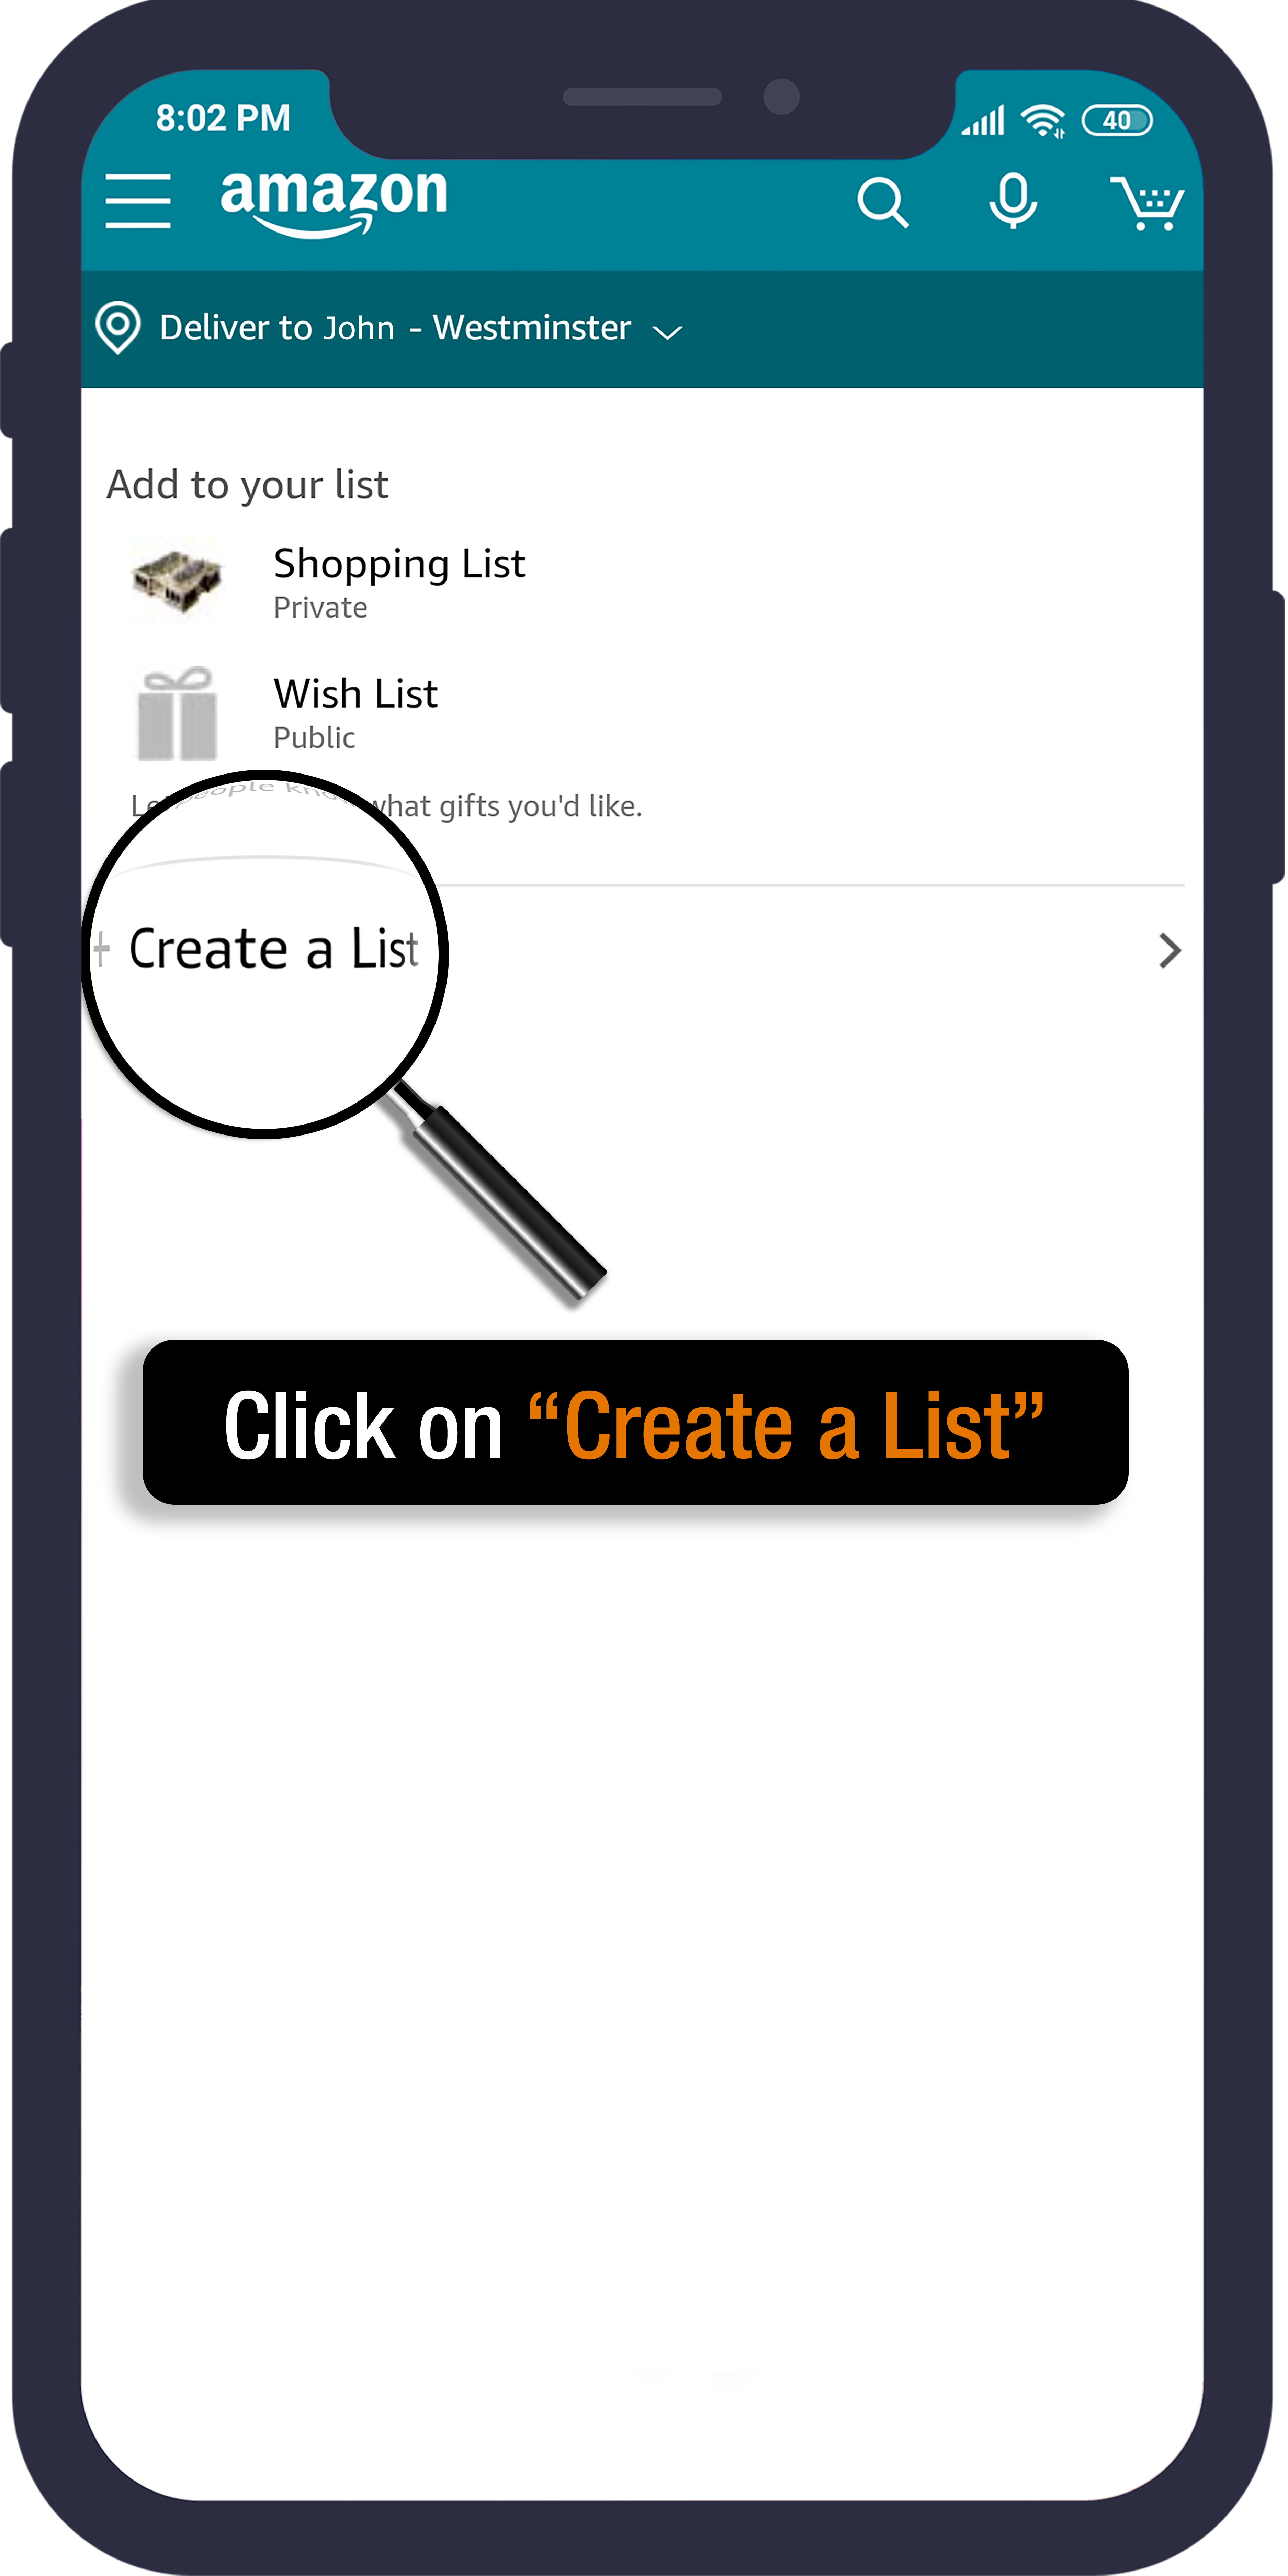 8:02 PM
40
amazon
Deliver to John - Westminster
Add to your list
Shopping List
Private
Wish List
Public
people know what gifts you'd like.
+ Create a List
Click on “Create a List”